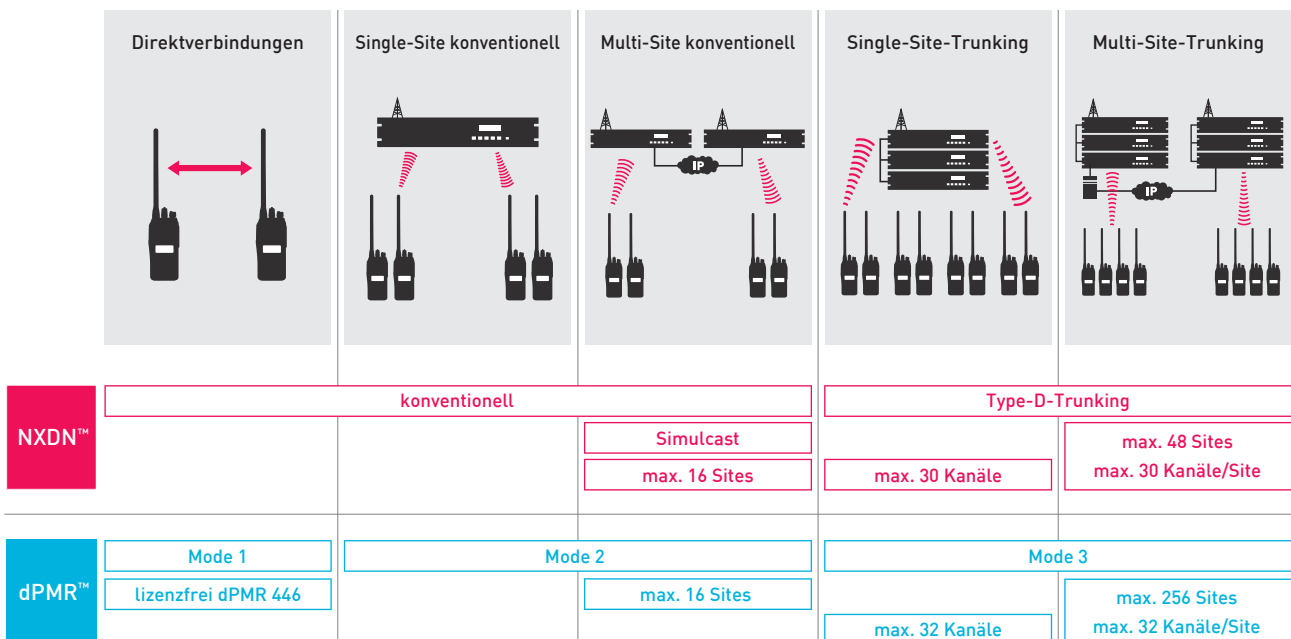 Direktverbindungen
Single-Site konventionell
Multi-Site konventionell
Single-Site-Trunking
Multi-Site-Trunking
IP
IP
NXDN™
konventionell
Type-D-Trunking
Simulcast
max. 16 Sites
max. 30 Kanäle
max. 48 Sites
max. 30 Kanäle/Site
dPMR™
Mode 1
Mode 2
Mode 3
lizenzfrei dPMR 446
max. 16 Sites
max. 32 Kanäle
max. 256 Sites
max. 32 Kanäle/Site